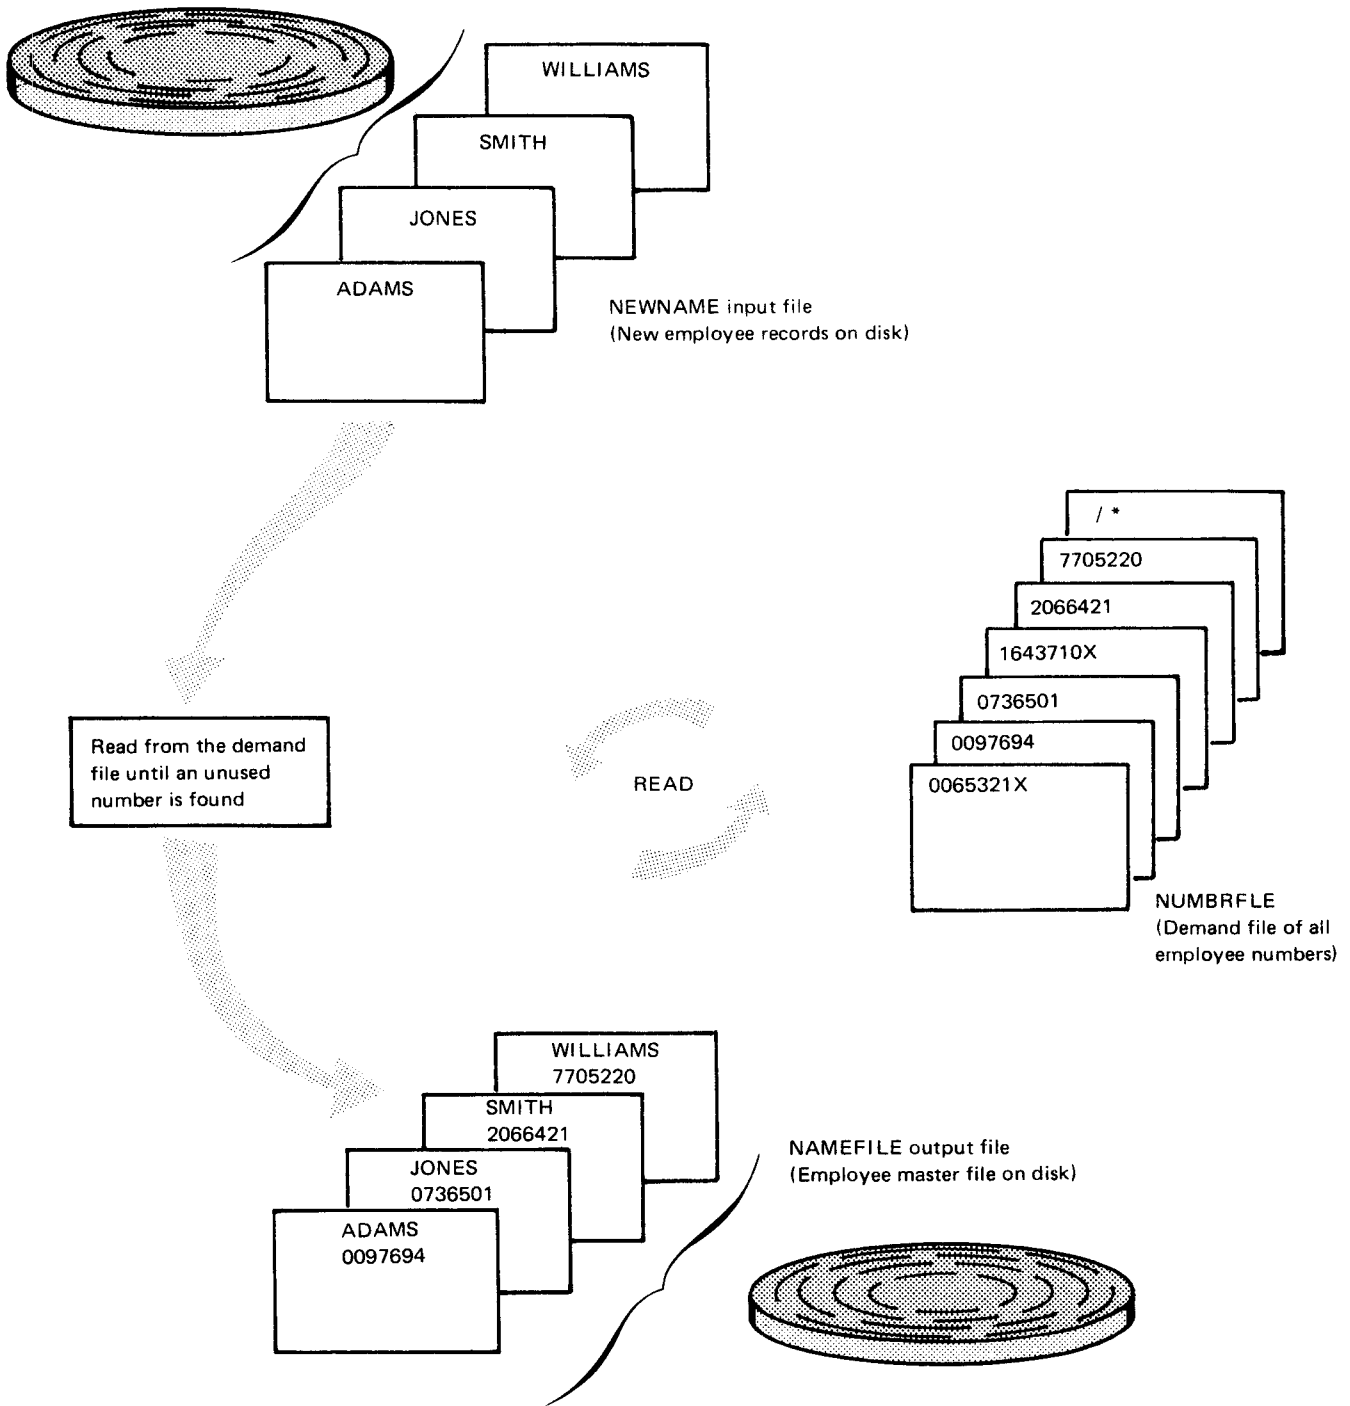 WILLIAMS
SMITH
JONES
ADAMS
NEWNAME input file
(New employee records on disk)
/ *
7705220
2066421
1643710X
0736501
0097694
0065321X
Read from the demand
file until an unused
number is found
READ
NUMBRFLE
(Demand file of all
employee numbers)
WILLIAMS
7705220
SMITH
2066421
JONES
0736501
ADAMS
0097694
NAMEFILE output file
(Employee master file on disk)